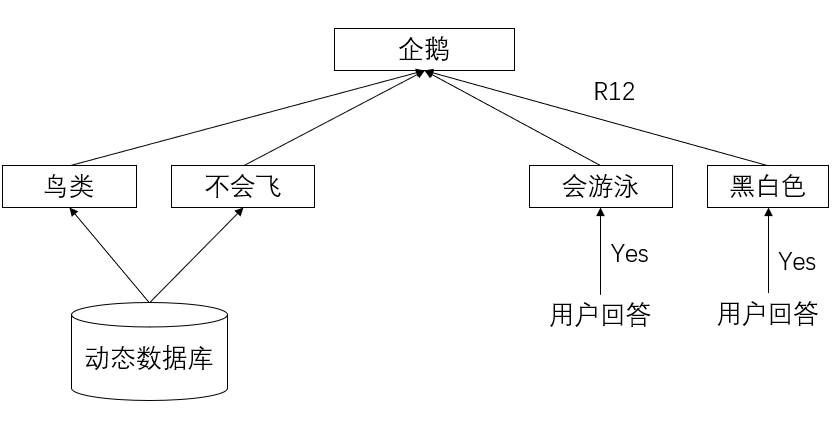 企鹅
R12
鸟类
不会飞
会游泳
黑白色
Yes
Yes
用户回答
用户回答
动态数据库